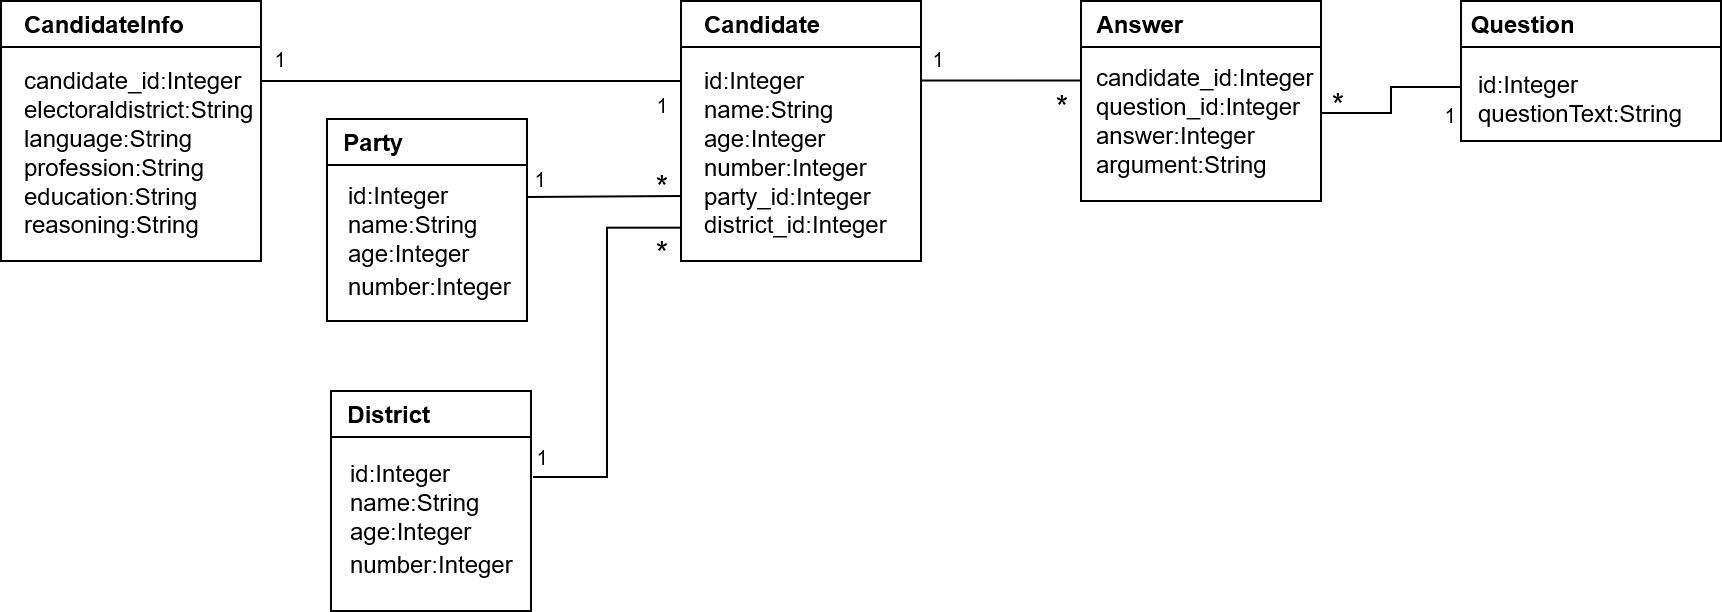 CandidateInfo
candidate_id:Integer
electoraldistrict:String
language:String
profession:String
education:String
reasoning:String
1
1
Party
id:Integer
name:String
age:Integer
number:Integer
1
*
District
id:Integer
name:String
age:Integer
number:Integer
1
*
Candidate
id:Integer
name:String
age:Integer
number:Integer
party_id:Integer
district_id:Integer
1
*
Answer
candidate_id:Integer
question_id:Integer
answer:Integer
argument:String
*
1
Question
id:Integer
questionText:String